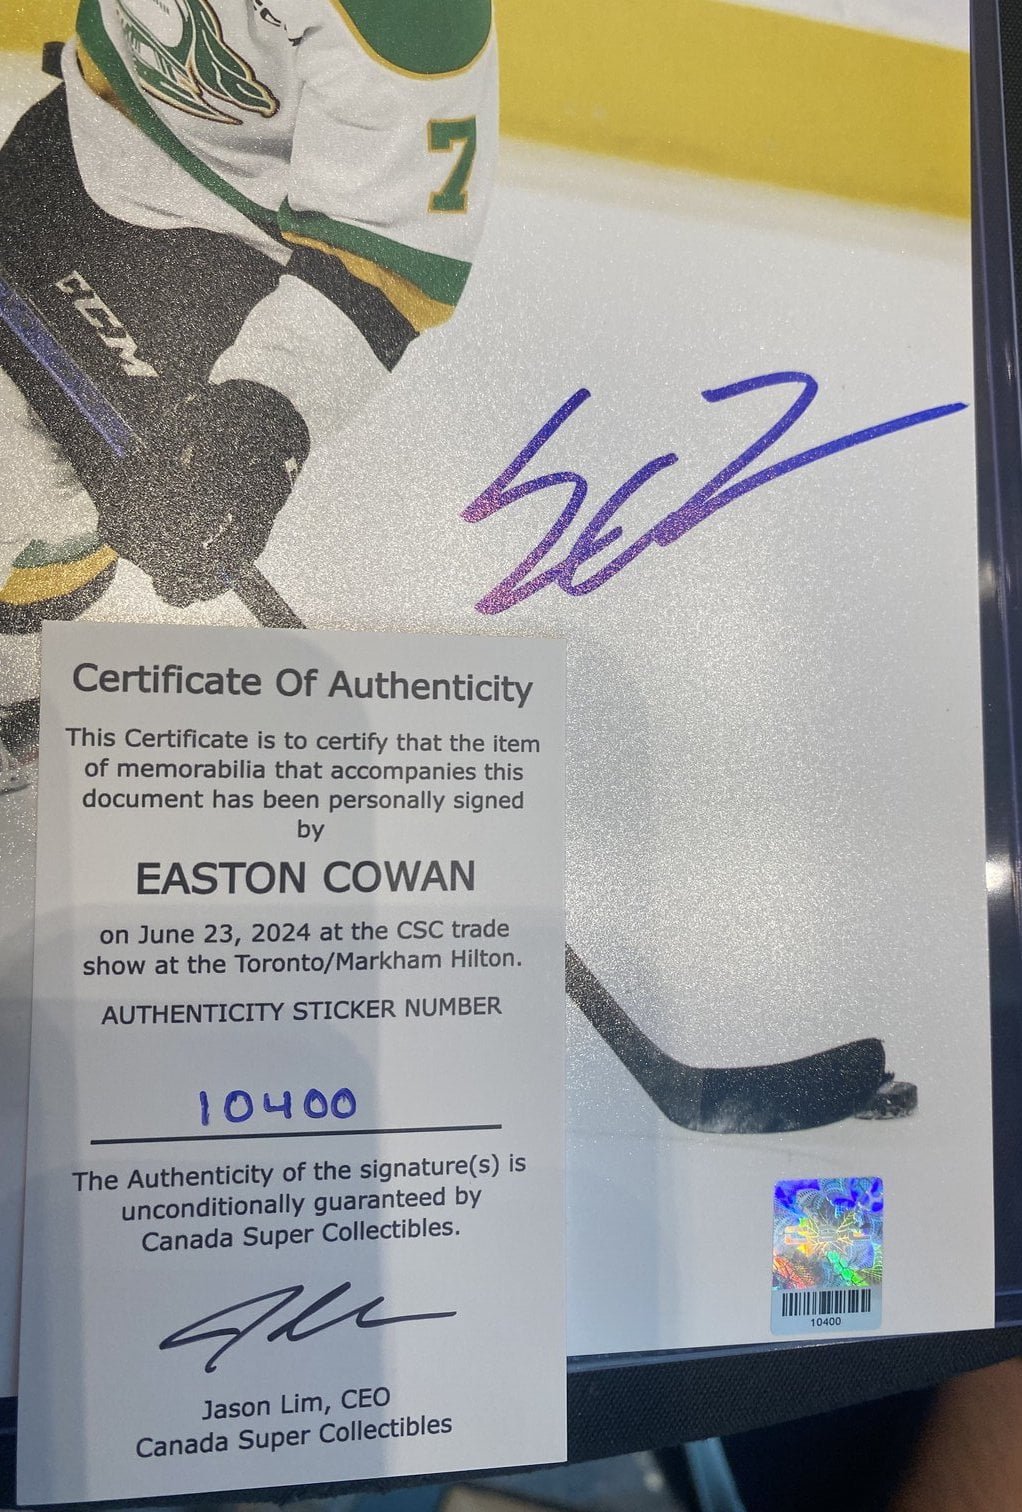 7
CCM
Certificate Of Authenticity
This Certificate is to certify that the item
of memorabilia that accompanies this
document has been personally signed
by
EASTON COWAN
on June 23, 2024 at the CSC trade
show at the Toronto/Markham Hilton.
AUTHENTICITY STICKER NUMBER
10400
The Authenticity of the signature(s) is
unconditionally guaranteed by
Canada Super Collectibles.
Jason Lim, CEO
Canada Super Collectibles
10400